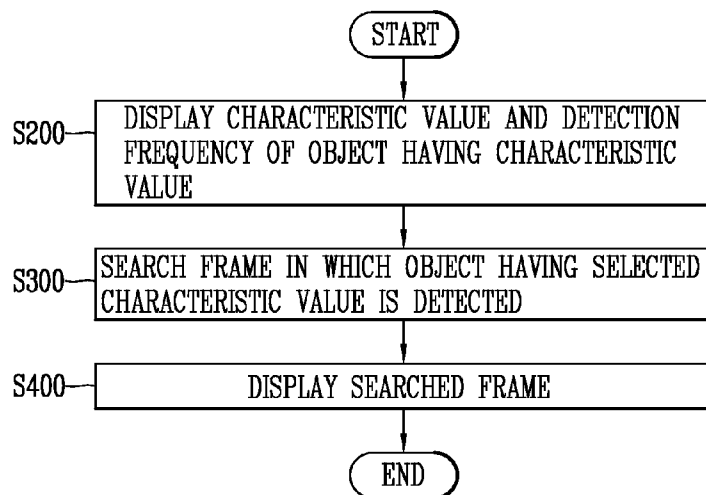 START
S200
DISPLAY CHARACTERISTIC VALUE AND DETECTION
FREQUENCY OF OBJECT HAVING CHARACTERISTIC
VALUE
S300
SEARCH FRAME IN WHICH OBJECT HAVING SELECTED
CHARACTERISTIC VALUE IS DETECTED
S400
DISPLAY SEARCHED FRAME
END